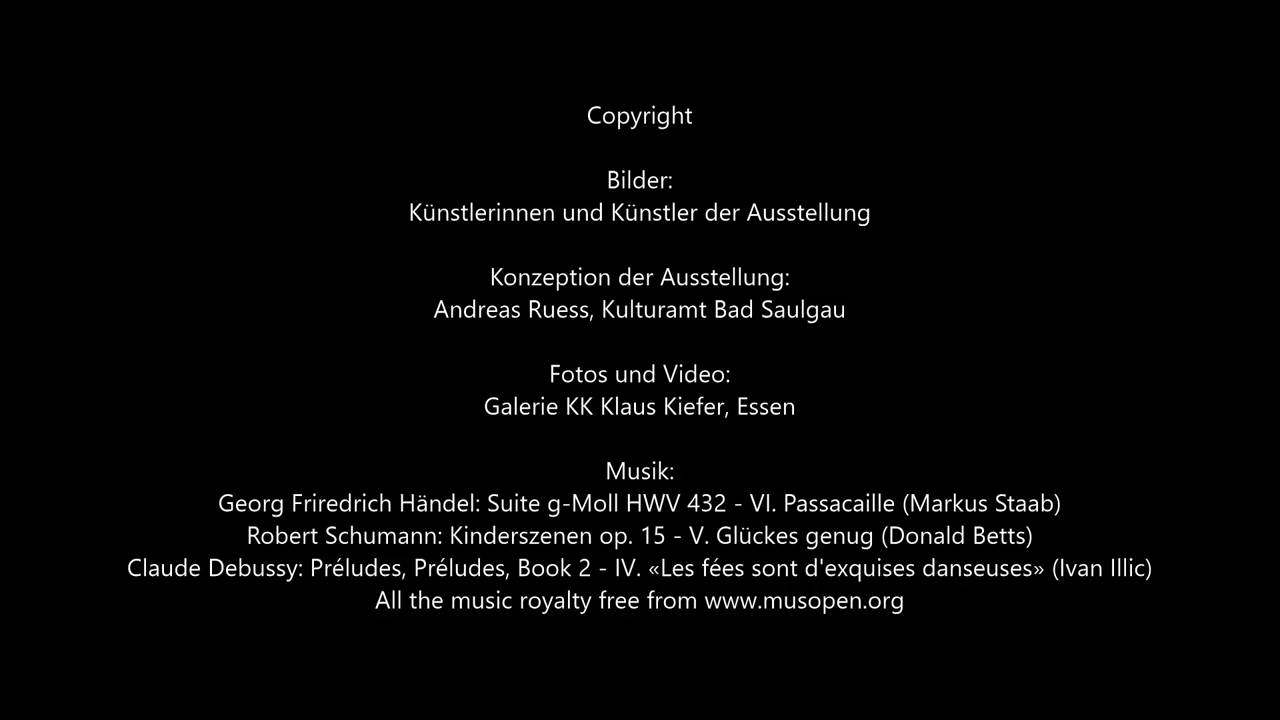 Copyright
Bilder:
Künstlerinnen und Künstler der Ausstellung
Konzeption der Ausstellung:
Andreas Ruess, Kulturamt Bad Saulgau
Fotos und Video:
Galerie KK Klaus Kiefer, Essen
Musik:
Georg Friredrich Händel: Suite g-Moll HWV 432 - VI. Passacaille (Markus Staab)
Robert Schumann: Kinderszenen op. 15 - V. Glückes genug (Donald Betts)
Claude Debussy: Préludes, Préludes, Book 2 - IV. «Les fées sont d'exquises danseuses» (Ivan Illic)
All the music royalty free from www.musopen.org